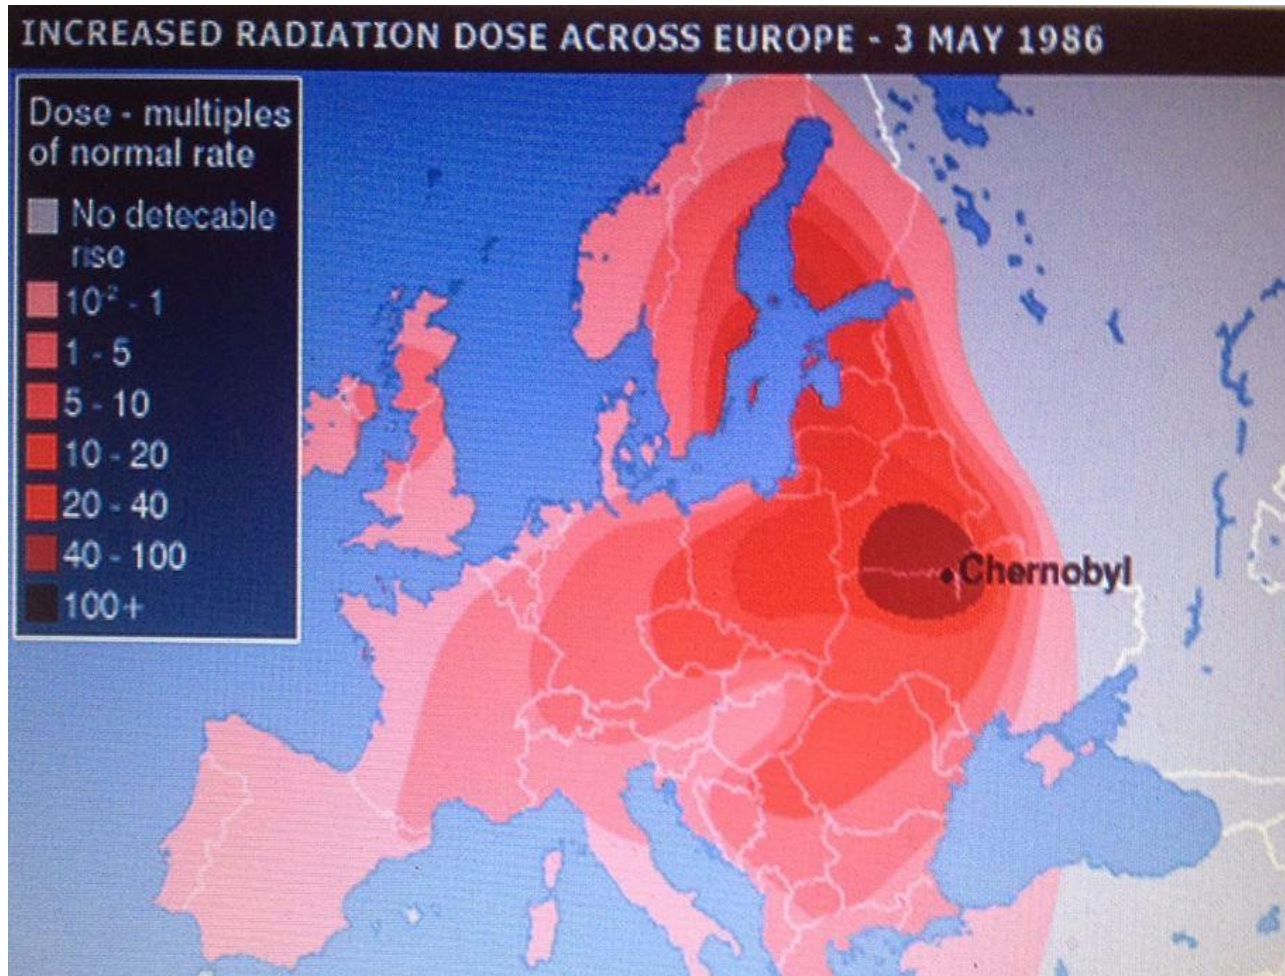 INCREASED RADIATION DOSE ACROSS EUROPE - 3 MAY 1986
Dose - multiples
of normal rate
No detecable
rise
10⁻² - 1
1 - 5
5 - 10
10 - 20
20 - 40
40 - 100
100+
Chernobyl